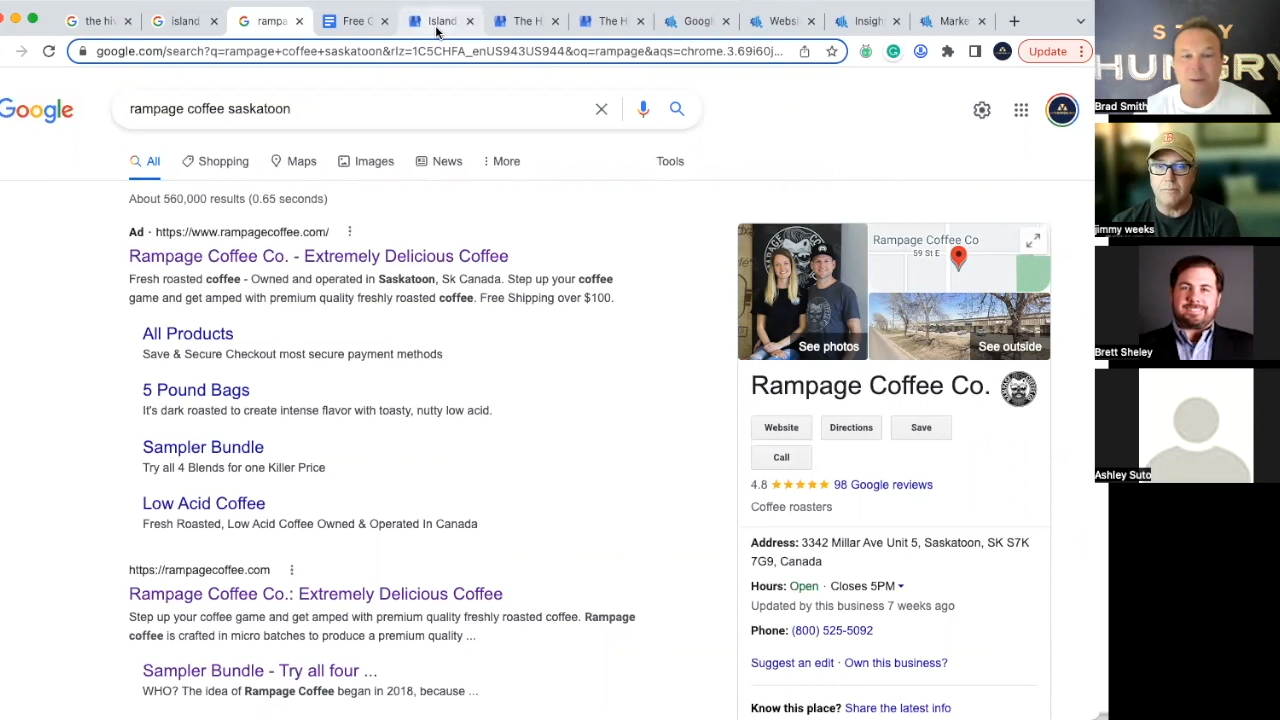 the hiv
island
rampa
Free G
Island
The H
The H
Googl
Websi
Insigh
Marke
google.com/search?q=rampage+coffee+saskatoon&rlz=1C5CHFA_enUS943US944&oq=rampage&aqs=chrome.3.69i60j...
Update
Google
rampage coffee saskatoon
All
Shopping
Maps
Images
News
More
Tools
About 560,000 results (0.65 seconds)
Ad · https://www.rampagecoffee.com/
Rampage Coffee Co. - Extremely Delicious Coffee
Fresh roasted coffee - Owned and operated in Saskatoon, Sk Canada. Step up your coffee
game and get amped with premium quality freshly roasted coffee. Free Shipping over $100.
All Products
Save & Secure Checkout most secure payment methods
5 Pound Bags
It's dark roasted to create intense flavor with toasty, nutty low acid.
Sampler Bundle
Try all 4 Blends for one Killer Price
Low Acid Coffee
Fresh Roasted, Low Acid Coffee Owned & Operated In Canada
https://rampagecoffee.com
Rampage Coffee Co.: Extremely Delicious Coffee
Step up your coffee game and get amped with premium quality freshly roasted coffee. Rampage
coffee is crafted in micro batches to produce a premium quality ...
Sampler Bundle - Try all four ...
WHO? The idea of Rampage Coffee began in 2018, because ...
Rampage Coffee Co
59 St E
See photos
See outside
Rampage Coffee Co.
Website
Directions
Save
Call
4.8
98 Google reviews
Coffee roasters
Address: 3342 Millar Ave Unit 5, Saskatoon, SK S7K
7G9, Canada
Hours: Open · Closes 5PM
Updated by this business 7 weeks ago
Phone: (800) 525-5092
Suggest an edit · Own this business?
Know this place? Share the latest info
HUNGRY
Brad Smith
jimmy weeks
Brett Sheley
Ashley Suto